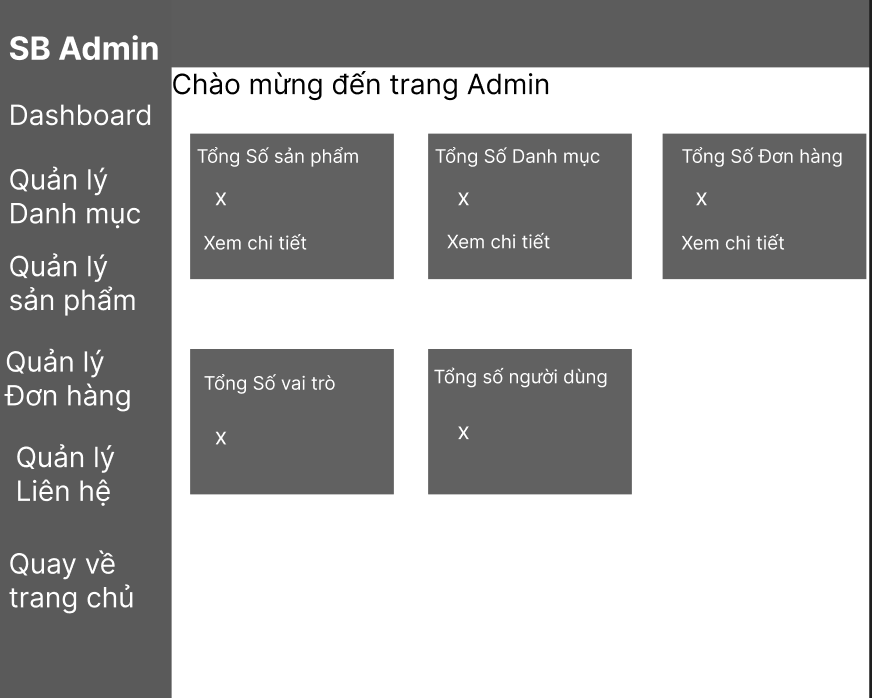 SB Admin
Dashboard
Quản lý
Danh mục
Quản lý
sản phẩm
Quản lý
Đơn hàng
Quản lý
Liên hệ
Quay về
trang chủ
Chào mừng đến trang Admin
Tổng Số sản phẩm
X
Xem chi tiết
Tổng Số Danh mục
X
Xem chi tiết
Tổng Số Đơn hàng
X
Xem chi tiết
Tổng Số vai trò
X
Tổng số người dùng
X